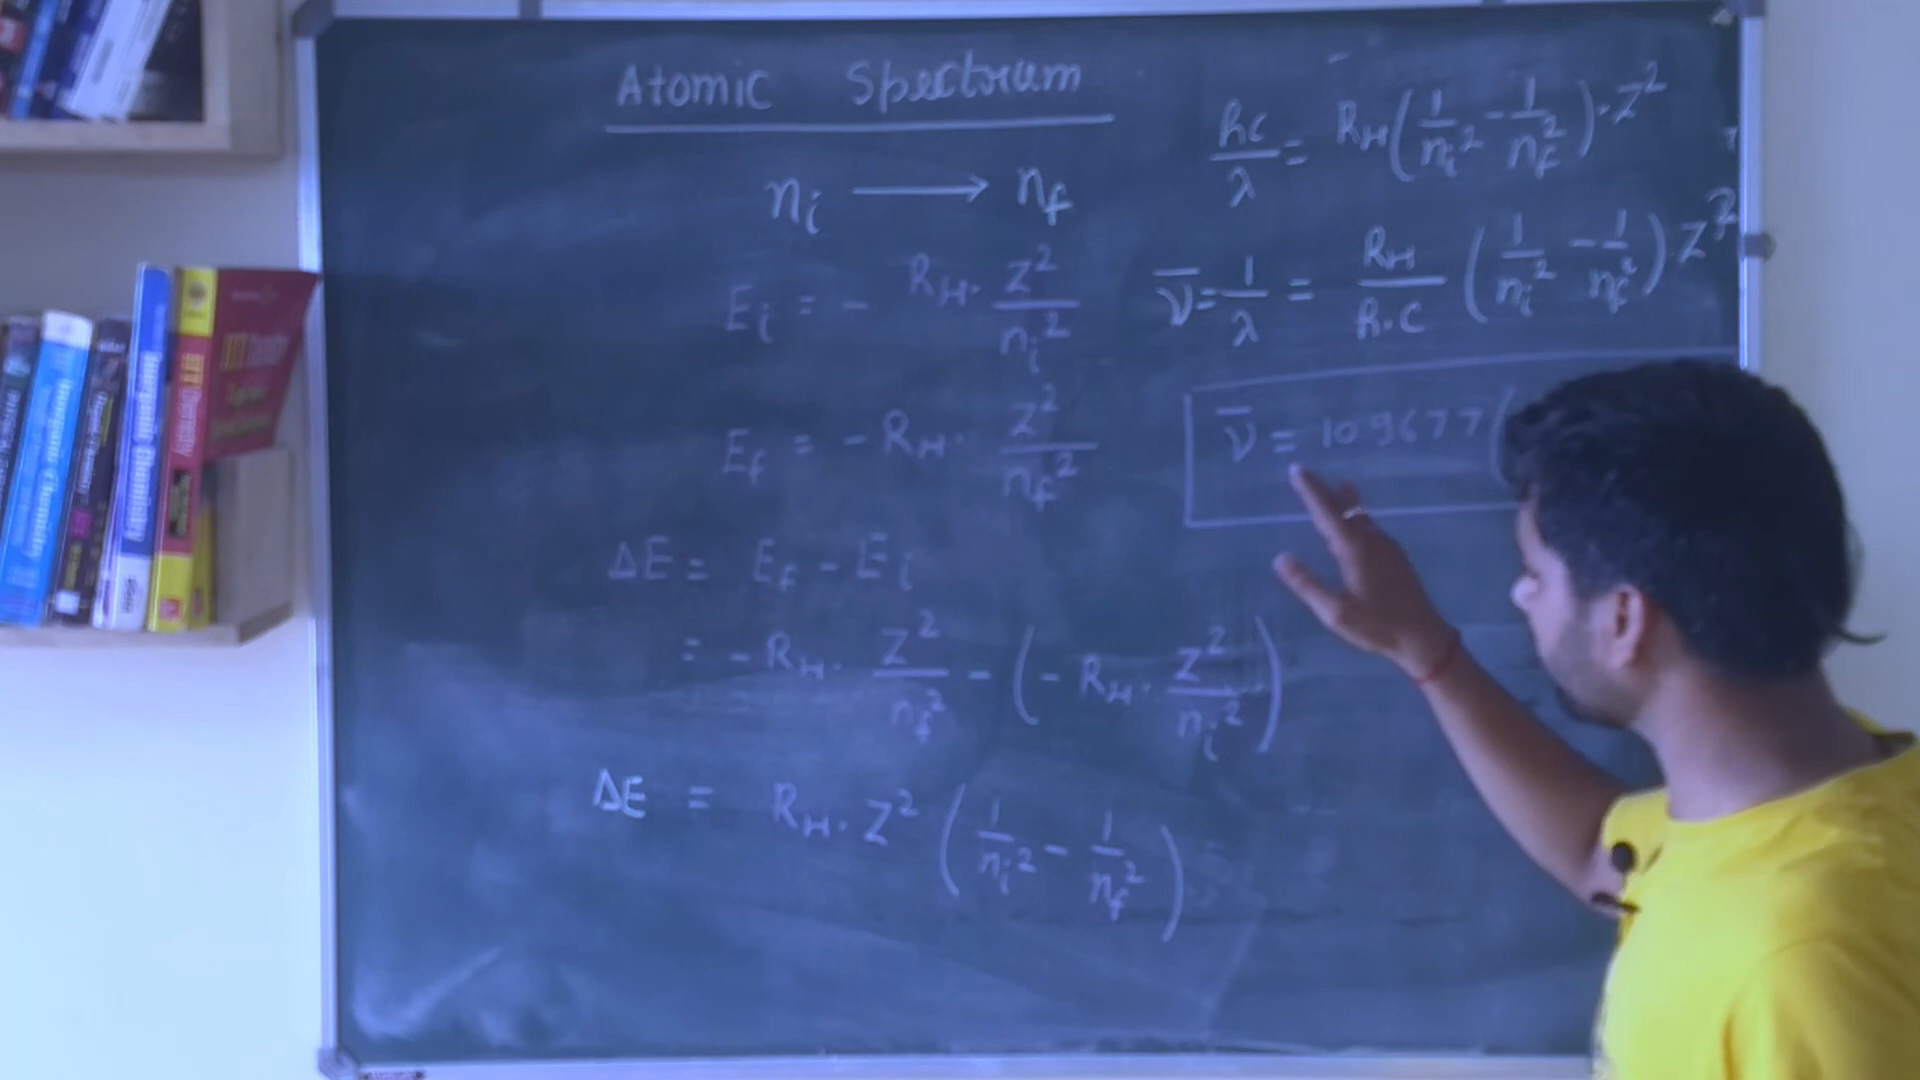 Atomic Spectrum
n_i → n_f
E_i = - R_H. Z²/n_i²
E_f = - R_H. Z²/n_f²
ΔE = E_f - E_i
= - R_H. Z²/n_f² - (- R_H. Z²/n_i²)
ΔE = R_H. Z² (1/n_i² - 1/n_f²)
hc/λ = R_H (1/n_i² - 1/n_f²). Z²
ν̅ = 1/λ = R_H/h.c (1/n_i² - 1/n_f²). Z²
ν̅ = 109677 (
Inorganic Chemistry